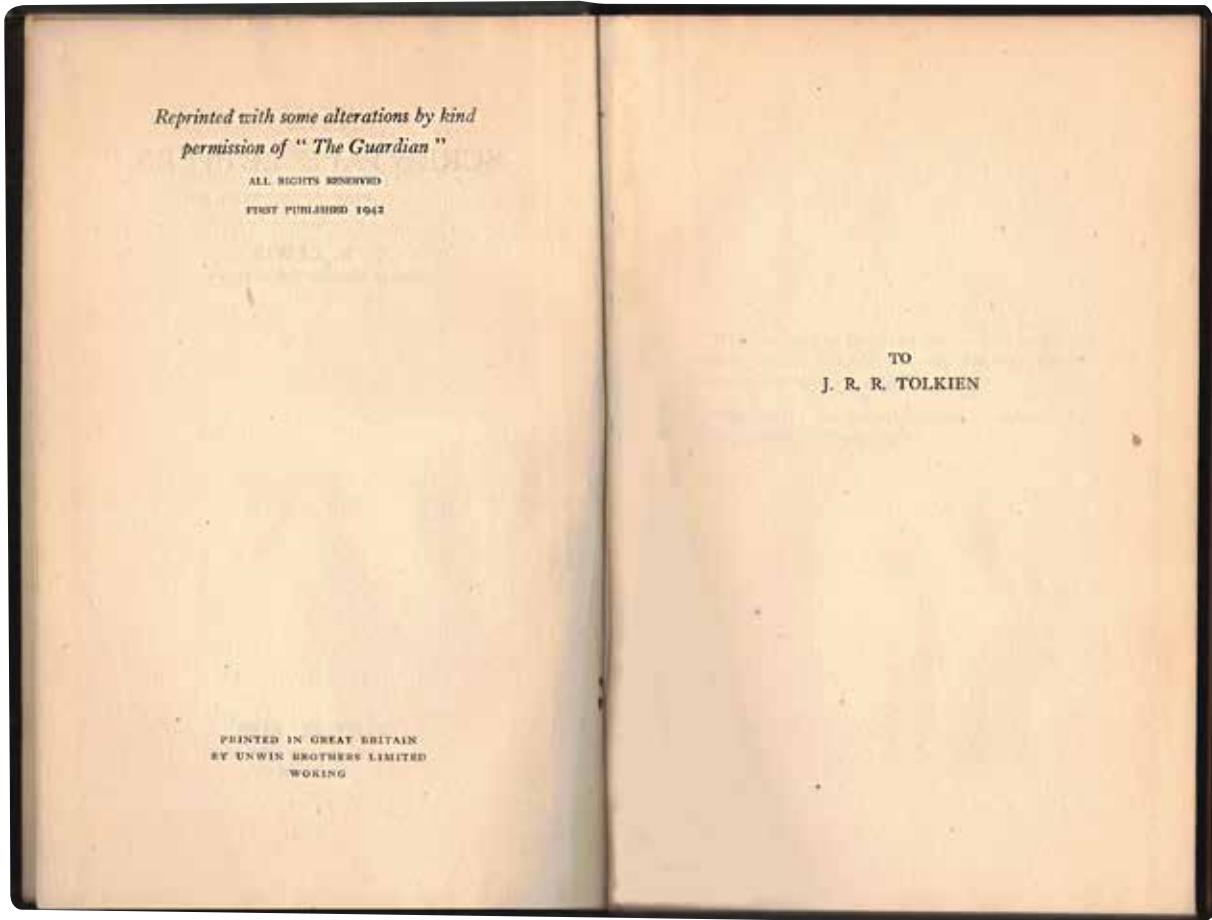 Reprinted with some alterations by kind
permission of “ The Guardian ”
ALL RIGHTS RESERVED
FIRST PUBLISHED 1942
PRINTED IN GREAT BRITAIN
BY UNWIN BROTHERS LIMITED
WOKING
TO
J. R. R. TOLKIEN